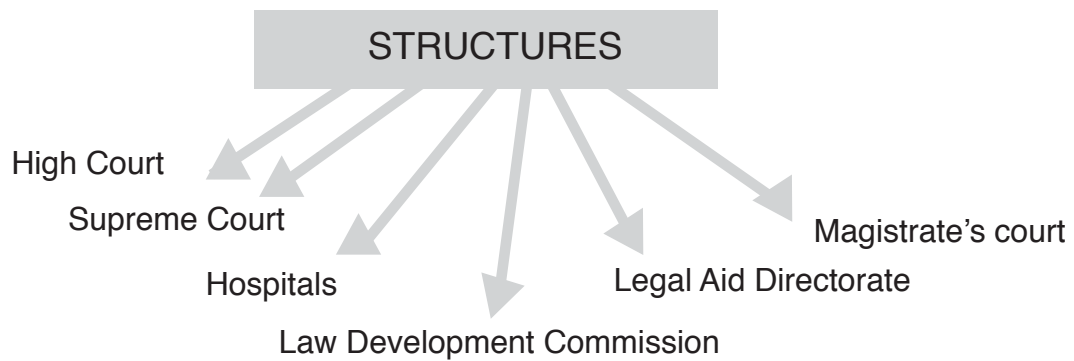 STRUCTURES
High Court
Supreme Court
Magistrate’s court
Hospitals
Legal Aid Directorate
Law Development Commission